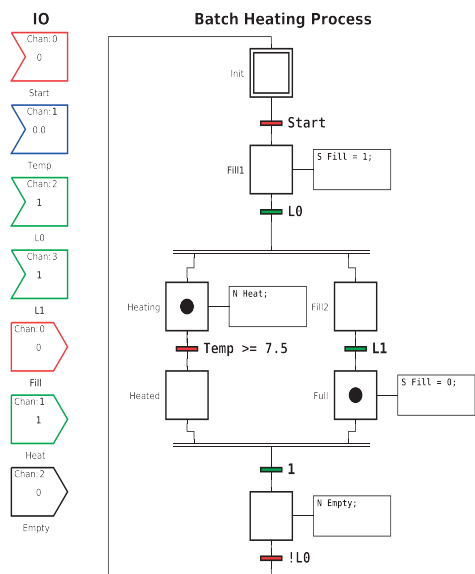 IO
Batch Heating Process
Chan: 0
0
Start
Chan: 1
0.0
Temp
Chan: 2
1
L0
Chan: 3
1
L1
Chan: 0
0
Fill
Chan: 1
1
Heat
Chan: 2
0
Empty
Init
Start
Fill1
S Fill = 1;
L0
Heating
N Heat;
Fill2
Temp >= 7.5
L1
Heated
Full
S Fill = 0;
1
N Empty;
!L0